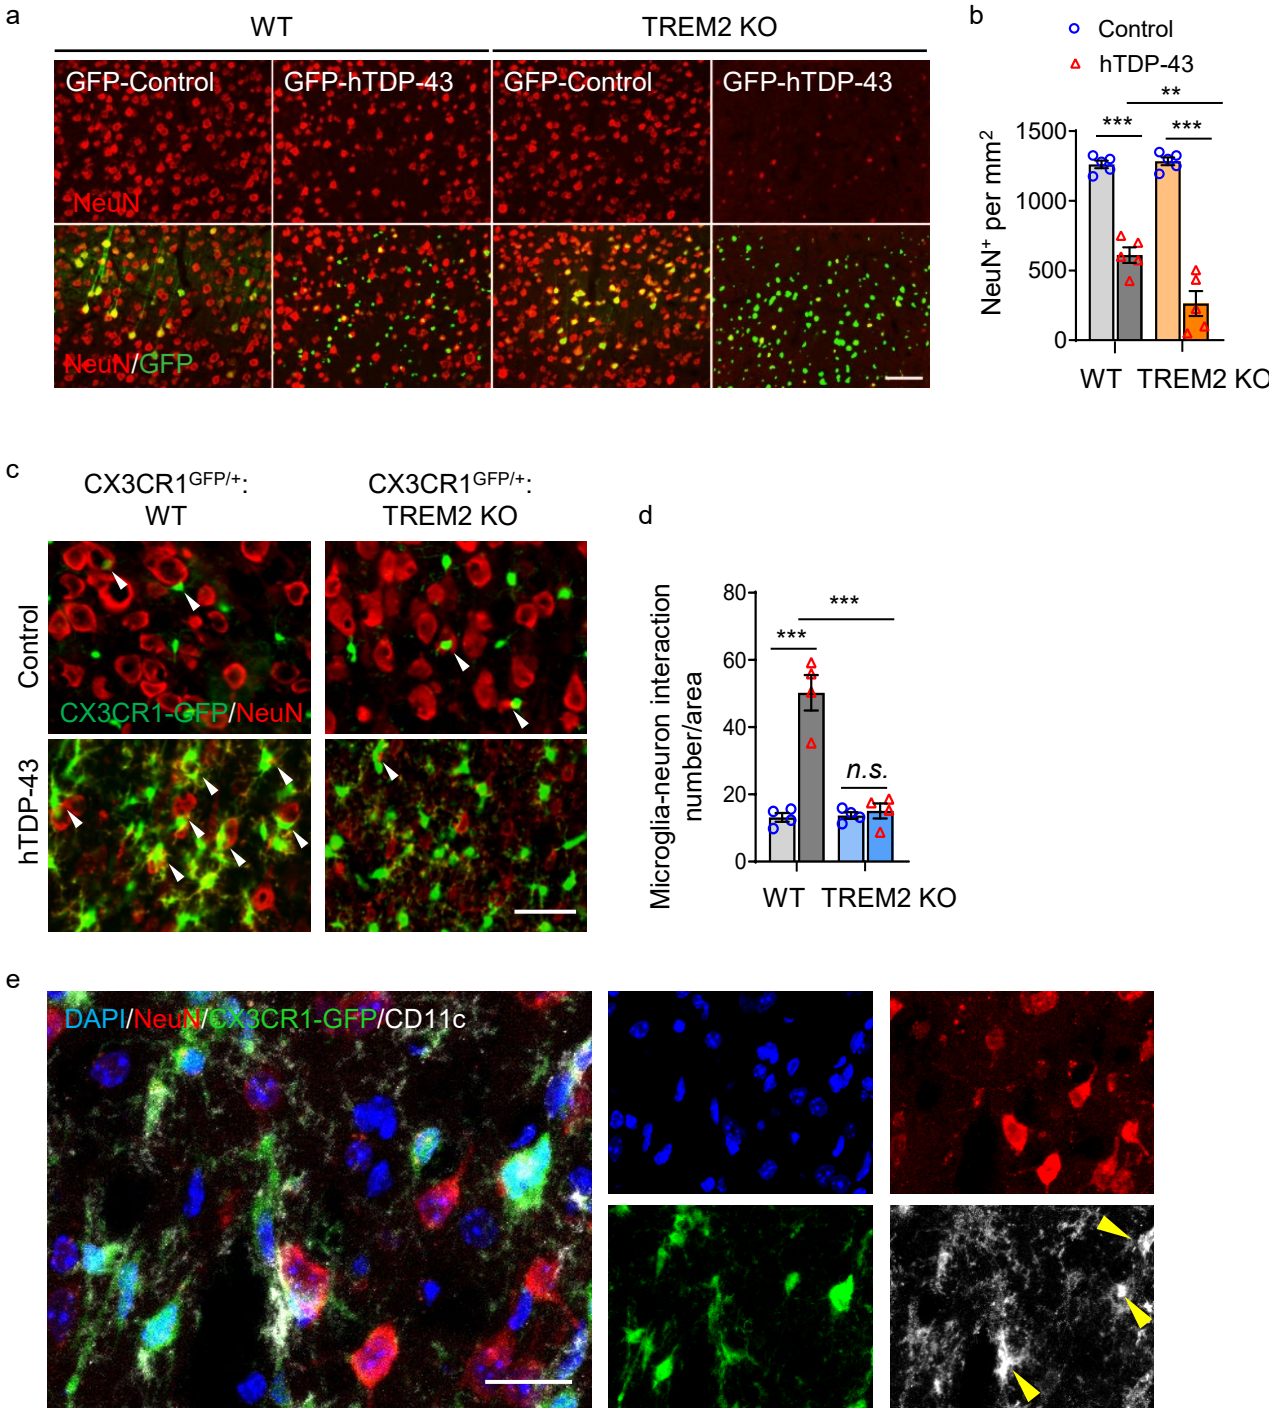 a
WT
TREM2 KO
GFP-Control
GFP-hTDP-43
GFP-Control
GFP-hTDP-43
NeuN
NeuN/GFP
b
Control
hTDP-43
**
***
***
NeuN⁺ per mm²
1500
1000
500
0
WT
TREM2 KO
c
CX3CR1ᴳFP/+:
WT
CX3CR1ᴳFP/+:
TREM2 KO
Control
CX3CR1-GFP/NeuN
hTDP-43
d
Microglia-neuron interaction
number/area
80
60
40
20
0
***
***
n.s.
WT
TREM2 KO
e
DAPI/NeuN/CX3CR1-GFP/CD11c